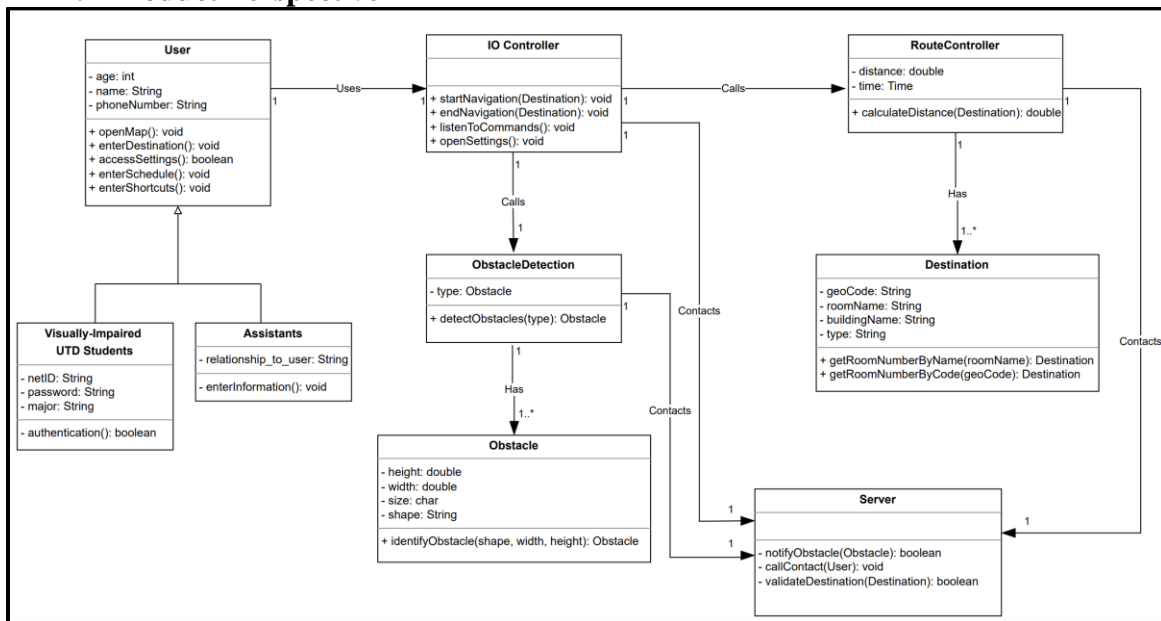 Product Perspective
User
- age: int
- name: String
- phoneNumber: String
+ openMap(): void
+ enterDestination(): void
+ accessSettings(): boolean
+ enterSchedule(): void
+ enterShortcuts(): void
1
Uses
1
IO Controller
+ startNavigation(Destination): void
+ endNavigation(Destination): void
+ listenToCommands(): void
+ openSettings(): void
1
1
1
Calls
1
RouteController
- distance: double
- time: Time
+ calculateDistance(Destination): double
1
1
Calls
1
Has
1..*
ObstacleDetection
- type: Obstacle
+ detectObstacles(type): Obstacle
1
1
Destination
- geoCode: String
- roomName: String
- buildingName: String
- type: String
+ getRoomNumberByName(roomName): Destination
+ getRoomNumberByCode(geoCode): Destination
Visually-Impaired
UTD Students
- netID: String
- password: String
- major: String
- authentication(): boolean
Assistants
- relationship_to_user: String
- enterInformation(): void
Contacts
Contacts
Contacts
Has
1..*
Obstacle
- height: double
- width: double
- size: char
- shape: String
+ identifyObstacle(shape, width, height): Obstacle
1
1
1
Server
- notifyObstacle(Obstacle): boolean
- callContact(User): void
- validateDestination(Destination): boolean